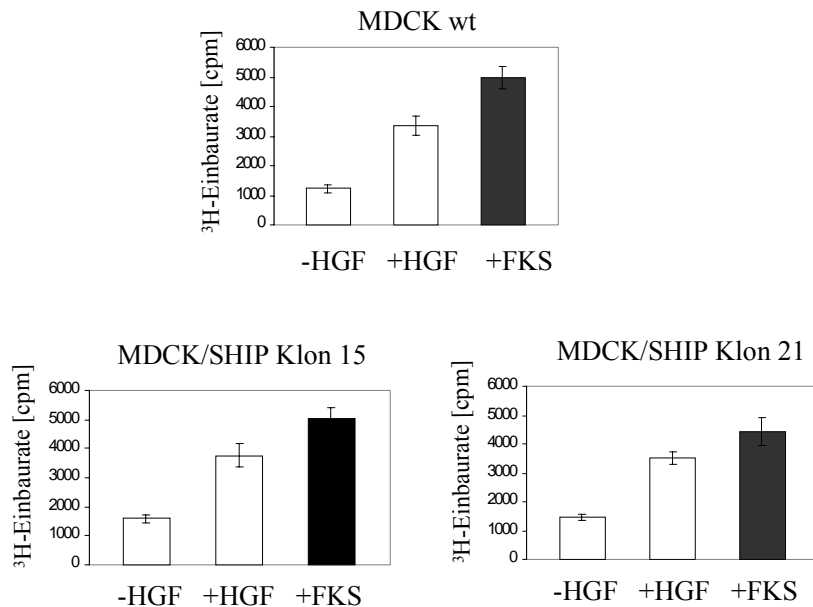 MDCK wt
³H-Einbaurate [cpm]
6000
5000
4000
3000
2000
1000
0
-HGF +HGF +FKS
MDCK/SHIP Klon 15
³H-Einbaurate [cpm]
6000
5000
4000
3000
2000
1000
0
-HGF +HGF +FKS
MDCK/SHIP Klon 21
³H-Einbaurate [cpm]
6000
5000
4000
3000
2000
1000
0
-HGF +HGF +FKS